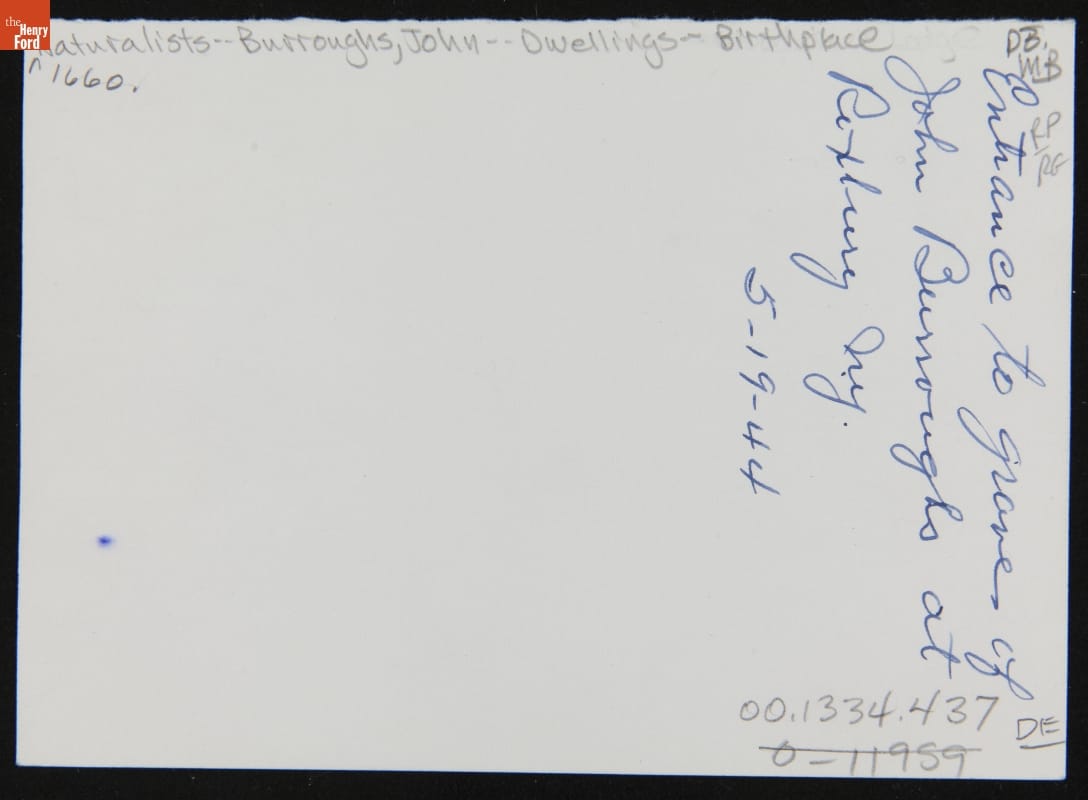 the
Henry
Ford
Naturalists--Burroughs, John--Dwellings--Birthplace
^1660.
DB.
MB
RP
RE
Entrance to grave of
John Burroughs at
Roxbury N.Y.
5-19-44
00.1334.437
DE
0-11959